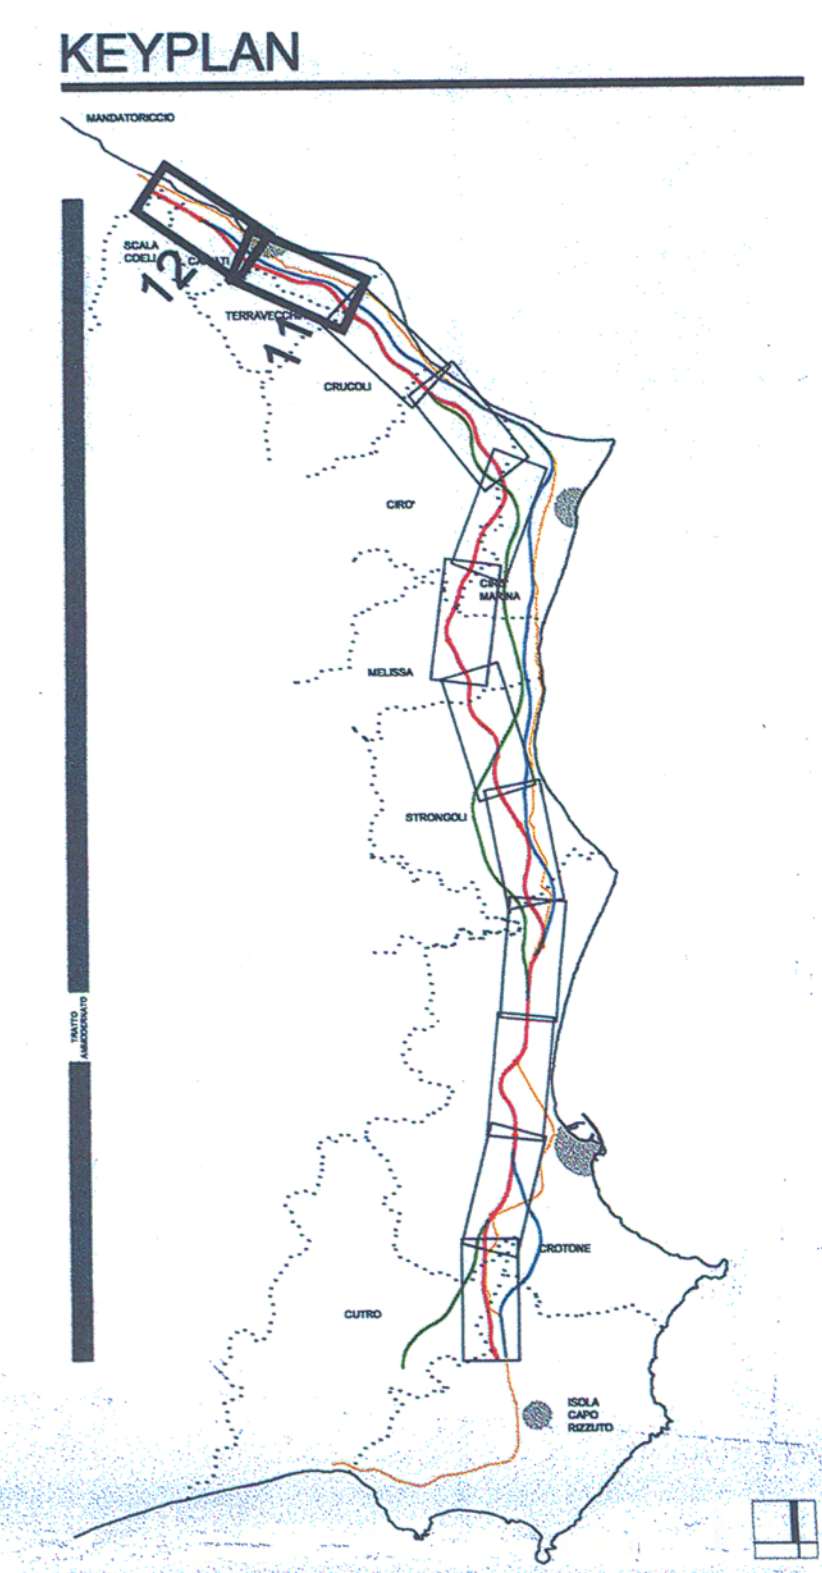 KEYPLAN
MANDATORICCIO
SCALA
COELI
CARIATI
12
TERRAVECCHIA
11
CRUCOLI
CIRO'
CIRO'
MARINA
MELISSA
STRONGOLI
TRATTO
AMMODERNATO
CROTONE
CUTRO
ISOLA
CAPO
RIZZUTO